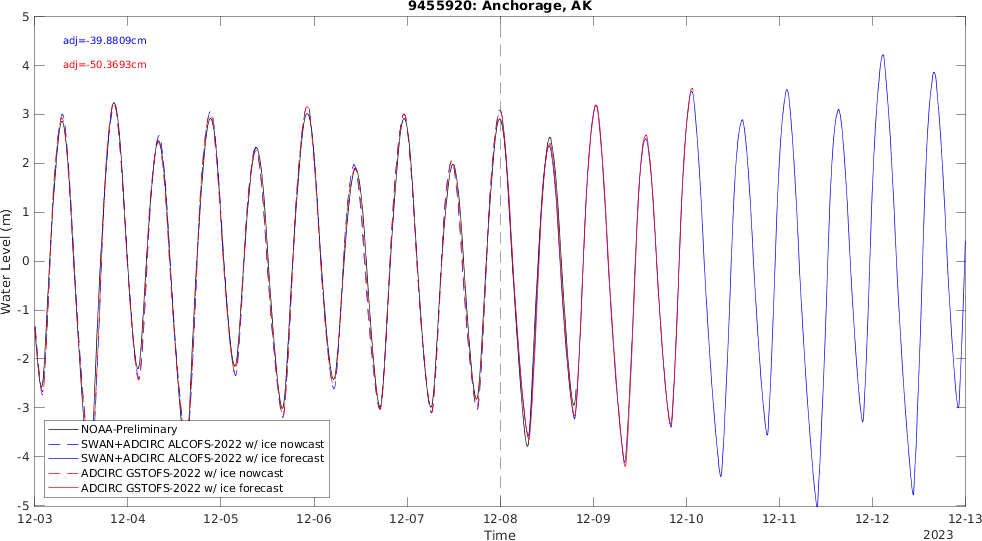 9455920: Anchorage, AK
adj=-39.8809cm
adj=-50.3693cm
Water Level (m)
5
4
3
2
1
0
-1
-2
-3
-4
-5
NOAA-Preliminary
SWAN+ADCIRC ALCOFS-2022 w/ ice nowcast
SWAN+ADCIRC ALCOFS-2022 w/ ice forecast
ADCIRC GSTOFS-2022 w/ ice nowcast
ADCIRC GSTOFS-2022 w/ ice forecast
12-03 12-04 12-05 12-06 12-07 12-08 12-09 12-10 12-11 12-12 12-13
Time
2023